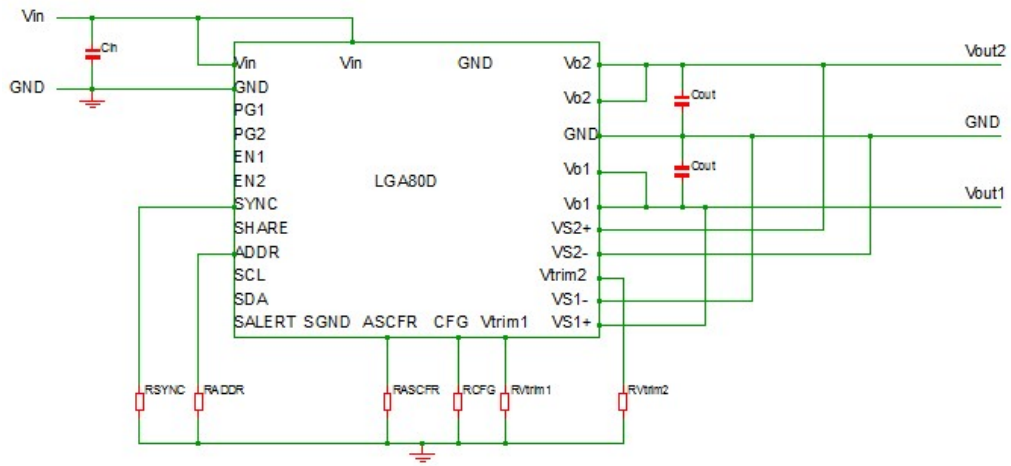 Vin
Cin
GND
Vin Vin GND Vo2
Vout2
GND
PG1
PG2
EN1
EN2
SYNC
SHARE
ADDR
SCL
SDA
SALERT SGND ASCFR CFG Vtrim1 VS1+
LGA80D
Vo2
GND
Vo1
Vo1
VS2+
VS2-
Vtrim2
VS1-
Cout
GND
Cout
Vout1
RSYNC RADDR RASCFR RCFG RVtrim1 RVtrim2